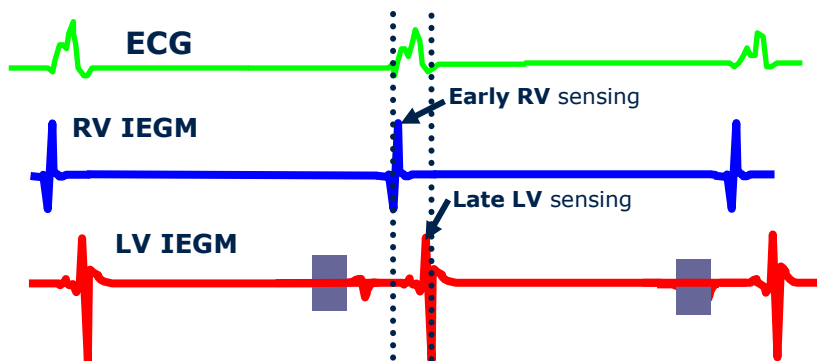 ECG
Early RV sensing
RV IEGM
Late LV sensing
LV IEGM